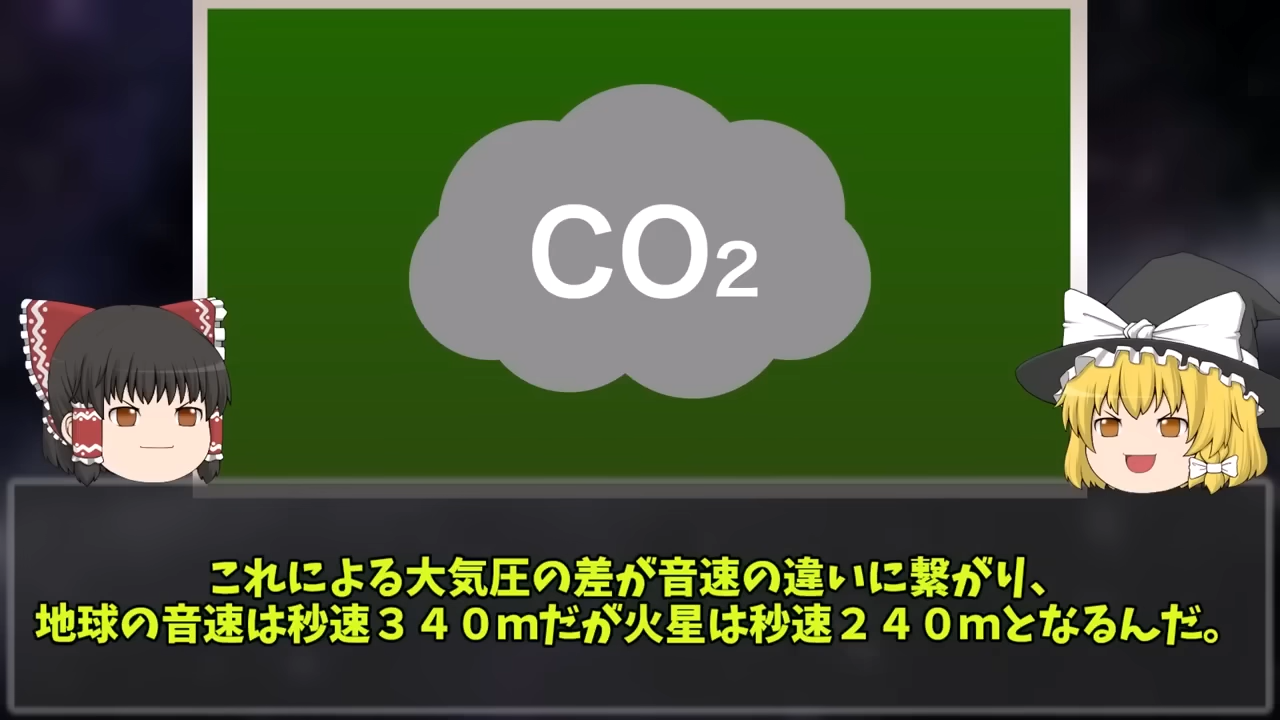 CO₂
これによる大気圧の差が音速の違いに繋がり、
地球の音速は秒速３４０ｍだが火星は秒速２４０ｍとなるんだ。